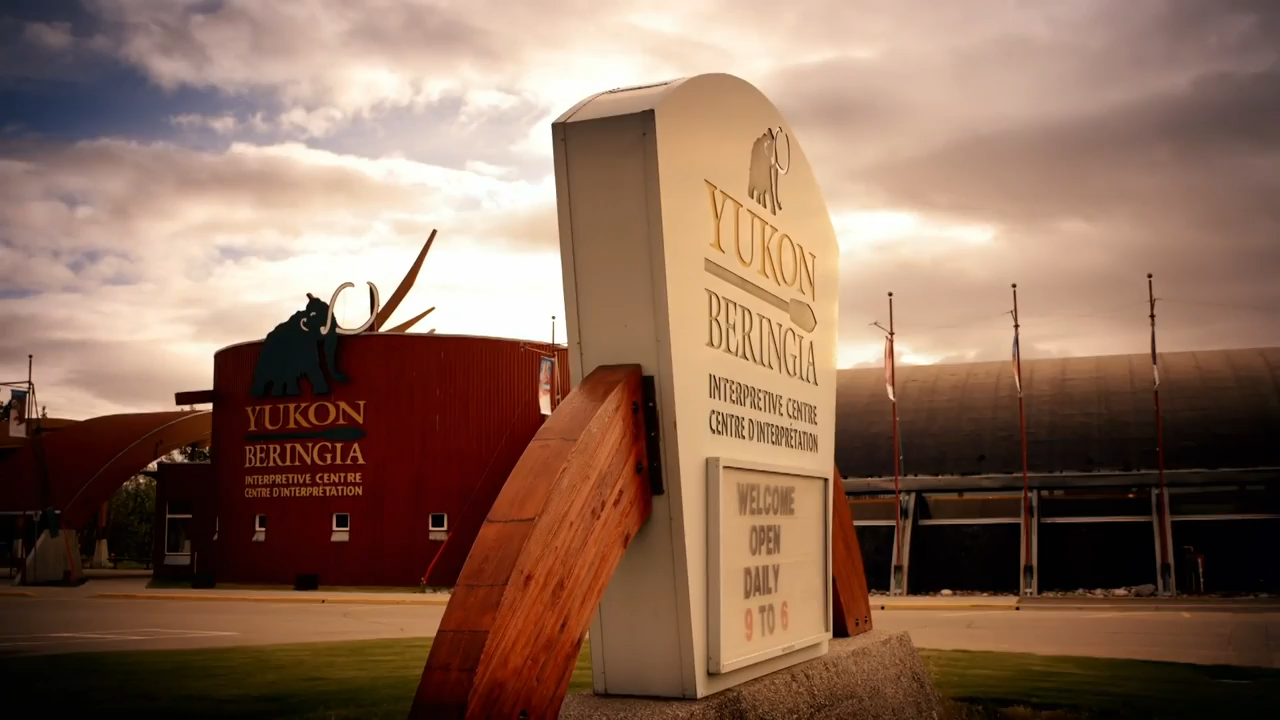 YUKON
BERINGIA
INTERPRETIVE CENTRE
CENTRE D'INTERPRÉTATION
WELCOME
OPEN
DAILY
9 TO 6
YUKON
BERINGIA
INTERPRETIVE CENTRE
CENTRE D'INTERPRÉTATION